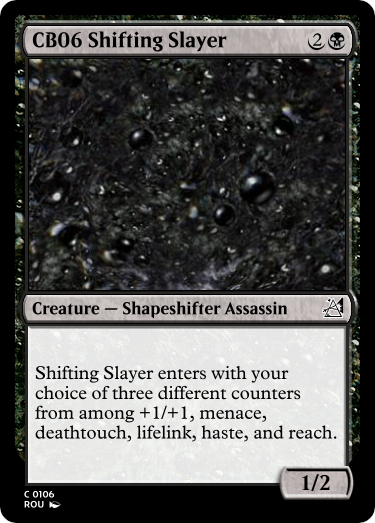 CB06 Shifting Slayer 2
Creature — Shapeshifter Assassin
Shifting Slayer enters with your
choice of three different counters
from among +1/+1, menace,
deathtouch, lifelink, haste, and reach.
1/2
C 0106
ROU